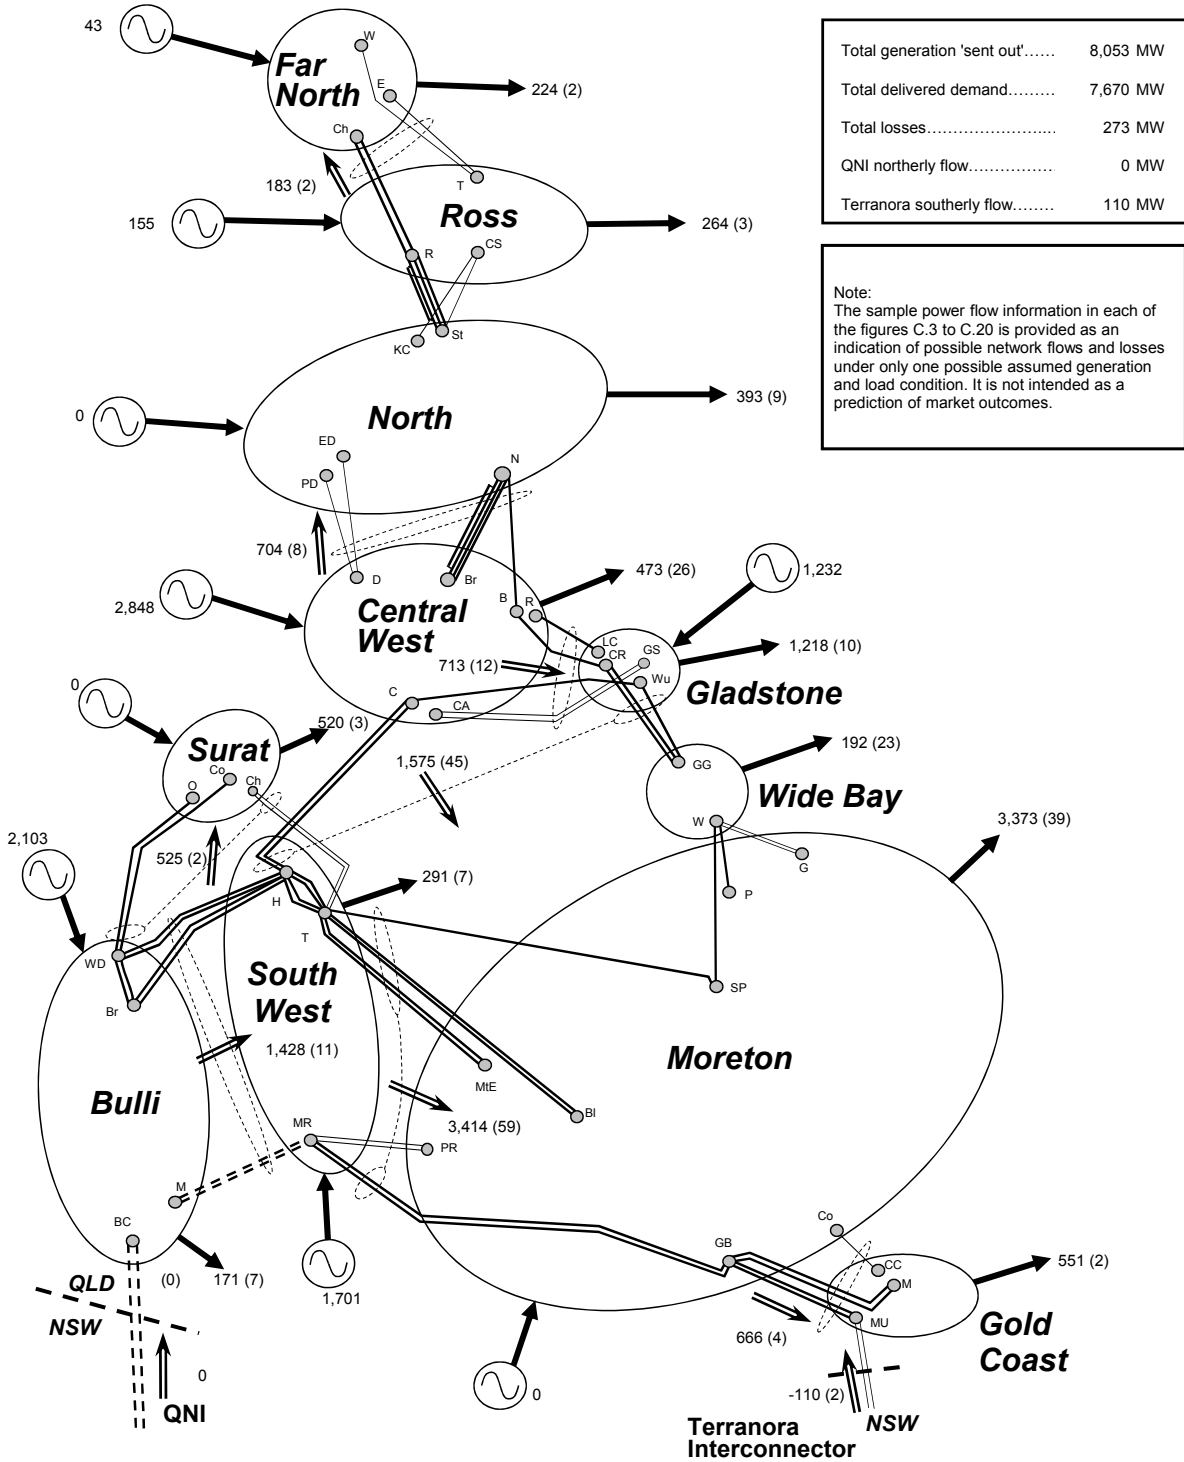 43
W
Far
North
E
224 (2)
Ch
183 (2)
T
155
Ross
264 (3)
CS
R
St
KC
0
North
393 (9)
ED
N
PD
704 (8)
D
Br
473 (26)
1,232
2,848
Central
West
B
R
LC
CR
GS
Wu
713 (12)
1,218 (10)
Gladstone
0
C
CA
520 (3)
Surat
Co
Ch
O
1,575 (45)
192 (23)
GG
Wide Bay
W
G
P
3,373 (39)
2,103
525 (2)
H
291 (7)
T
WD
South
West
SP
Br
1,428 (11)
Moreton
MtE
Bulli
Bl
MR
3,414 (59)
PR
M
BC
Co
GB
CC
M
551 (2)
QLD
(0)
171 (7)
1,701
NSW
MU
666 (4)
Gold
Coast
0
QNI
0
-110 (2)
NSW
Terranora
Interconnector
Total generation 'sent out'...... 8,053 MW
Total delivered demand......... 7,670 MW
Total losses.......................... 273 MW
QNI northerly flow................ 0 MW
Terranora southerly flow........ 110 MW
Note:
The sample power flow information in each of
the figures C.3 to C.20 is provided as an
indication of possible network flows and losses
under only one possible assumed generation
and load condition. It is not intended as a
prediction of market outcomes.